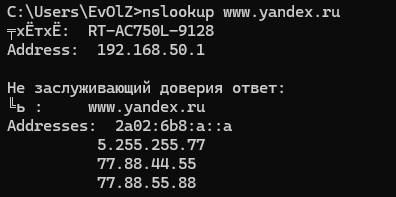 C:\Users\EvOlZ>nslookup www.yandex.ru
╤хЁтхЁ:  RT-AC750L-9128
Address:  192.168.50.1

Не заслуживающий доверия ответ:
╚ь :     www.yandex.ru
Addresses:  2a02:6b8:a::a
          5.255.255.77
          77.88.44.55
          77.88.55.88